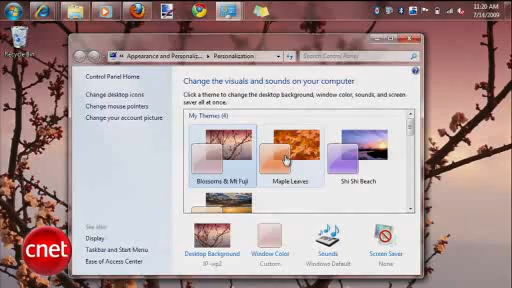 11:20 AM
7/14/2009
Recycle Bin
Appearance and Personaliz... ▸ Personalization
Search Control Panel
Control Panel Home
Change the visuals and sounds on your computer
Change desktop icons
Change mouse pointers
Change your account picture
Click a theme to change the desktop background, window color, sounds, and screen
saver all at once.
My Themes (4)
Blossoms & Mt Fuji
Maple Leaves
Shi Shi Beach
See also
Display
Taskbar and Start Menu
Ease of Access Center
Desktop Background
Window Color
Custom
Sounds
Windows Default
Screen Saver
None
cnet